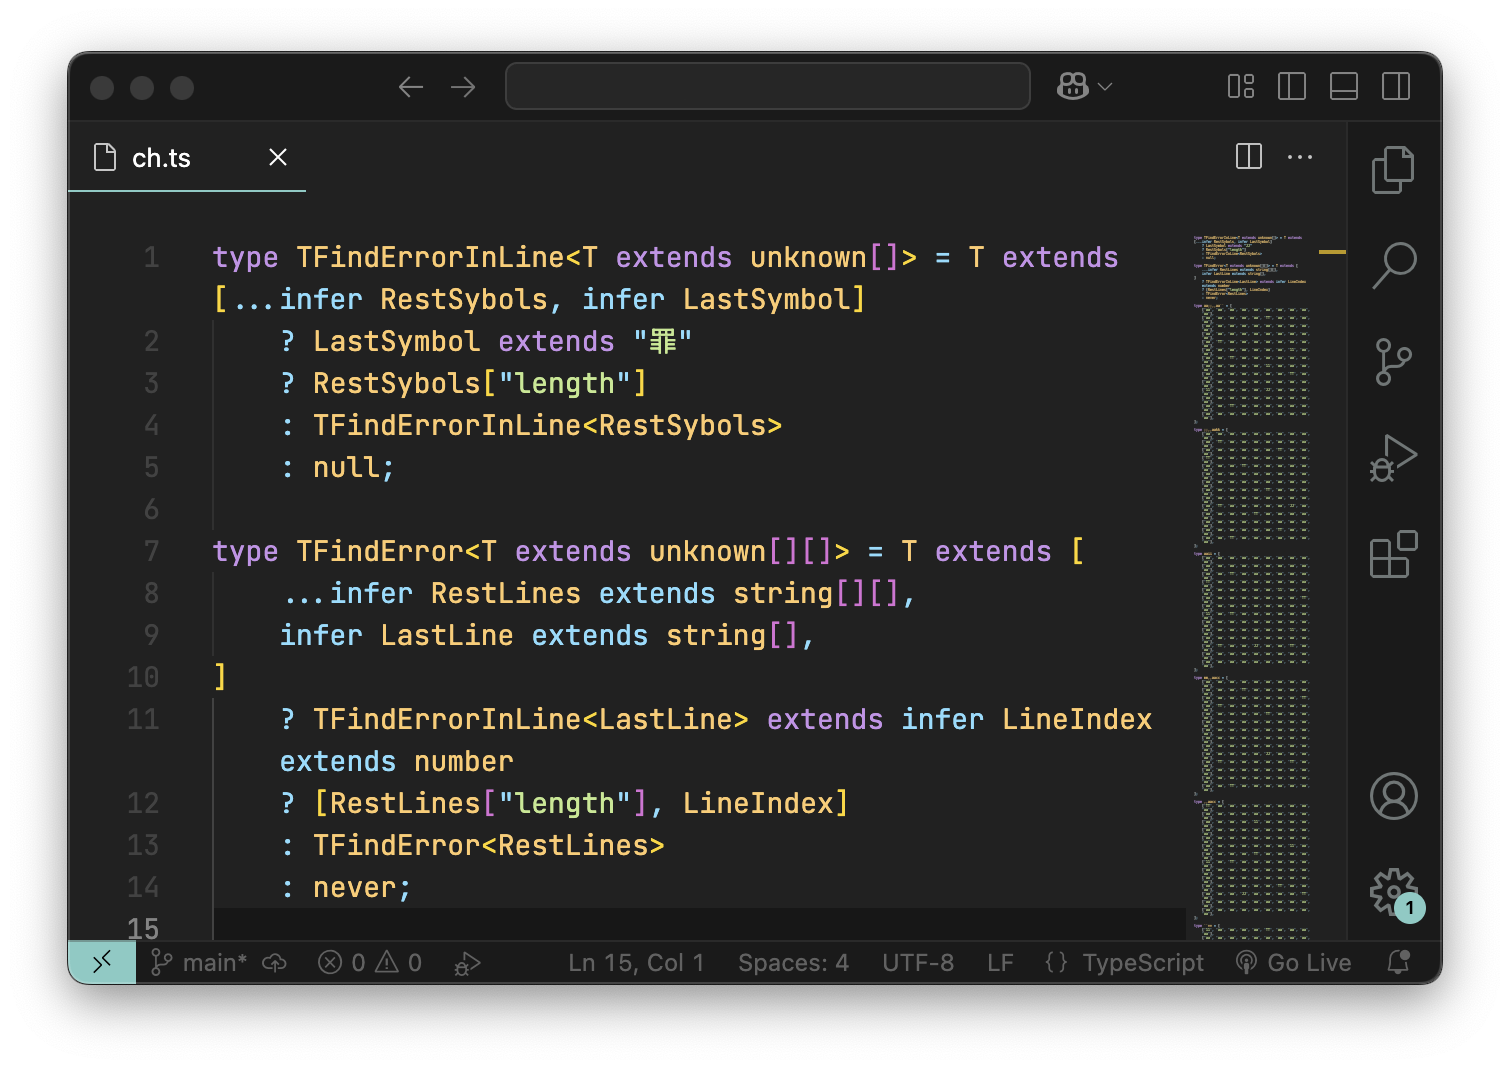 ch.ts
1 type TFindErrorInLine<T extends unknown[]> = T extends
[...infer RestSybols, infer LastSymbol]
2 ? LastSymbol extends "罪"
3 ? RestSybols["length"]
4 : TFindErrorInLine<RestSybols>
5 : null;
6
7 type TFindError<T extends unknown[][]> = T extends [
8 ...infer RestLines extends string[][],
9 infer LastLine extends string[],
10 ]
11 ? TFindErrorInLine<LastLine> extends infer LineIndex
extends number
12 ? [RestLines["length"], LineIndex]
13 : TFindError<RestLines>
14 : never;
15
1
main* 0 0 Ln 15, Col 1 Spaces: 4 UTF-8 LF {} TypeScript Go Live